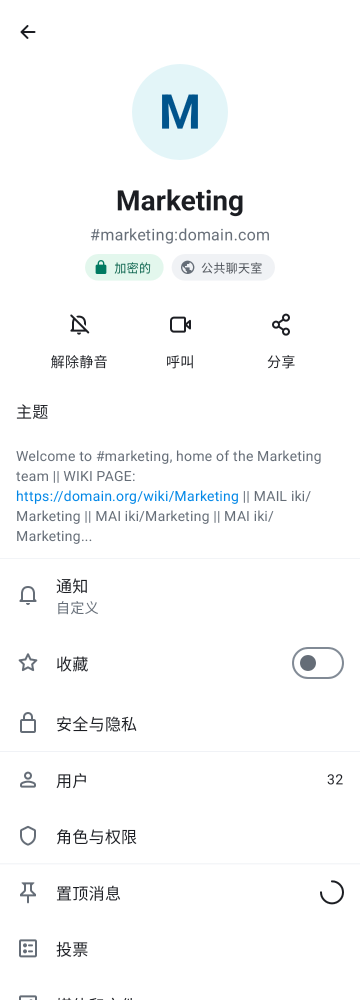 M
Marketing
#marketing:domain.com
加密的
公共聊天室
解除静音
呼叫
分享
主题
Welcome to #marketing, home of the Marketing
team || WIKI PAGE:
https://domain.org/wiki/Marketing || MAIL iki/
Marketing || MAI iki/Marketing || MAI iki/
Marketing...
通知
自定义
收藏
安全与隐私
用户
32
角色与权限
置顶消息
投票